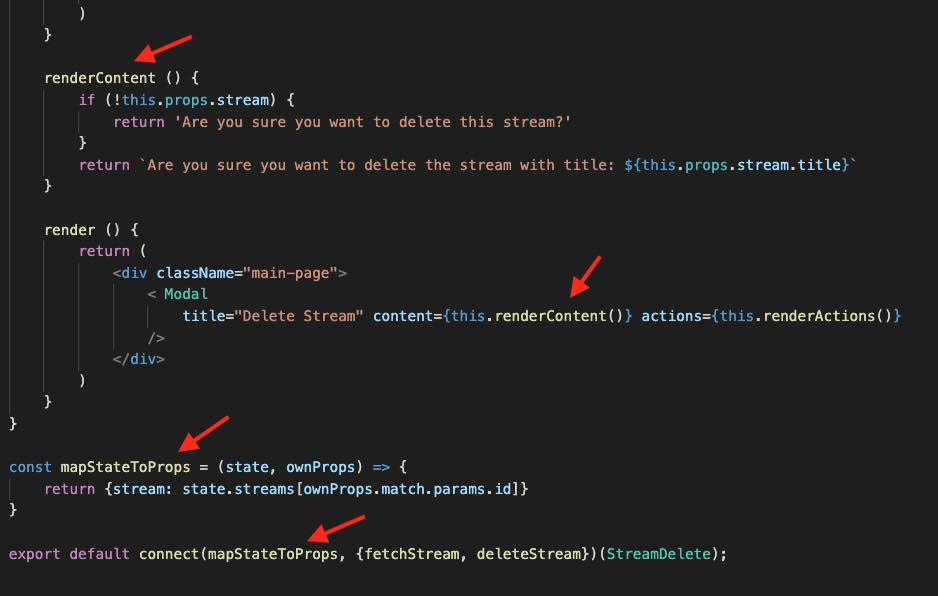 )
}
renderContent () {
if (!this.props.stream) {
return 'Are you sure you want to delete this stream?'
}
return `Are you sure you want to delete the stream with title: ${this.props.stream.title}`
}
render () {
return (
<div className="main-page">
< Modal
title="Delete Stream" content={this.renderContent()} actions={this.renderActions()}
/>
</div>
)
}
}
const mapStateToProps = (state, ownProps) => {
return {stream: state.streams[ownProps.match.params.id]}
}
export default connect(mapStateToProps, {fetchStream, deleteStream})(StreamDelete);